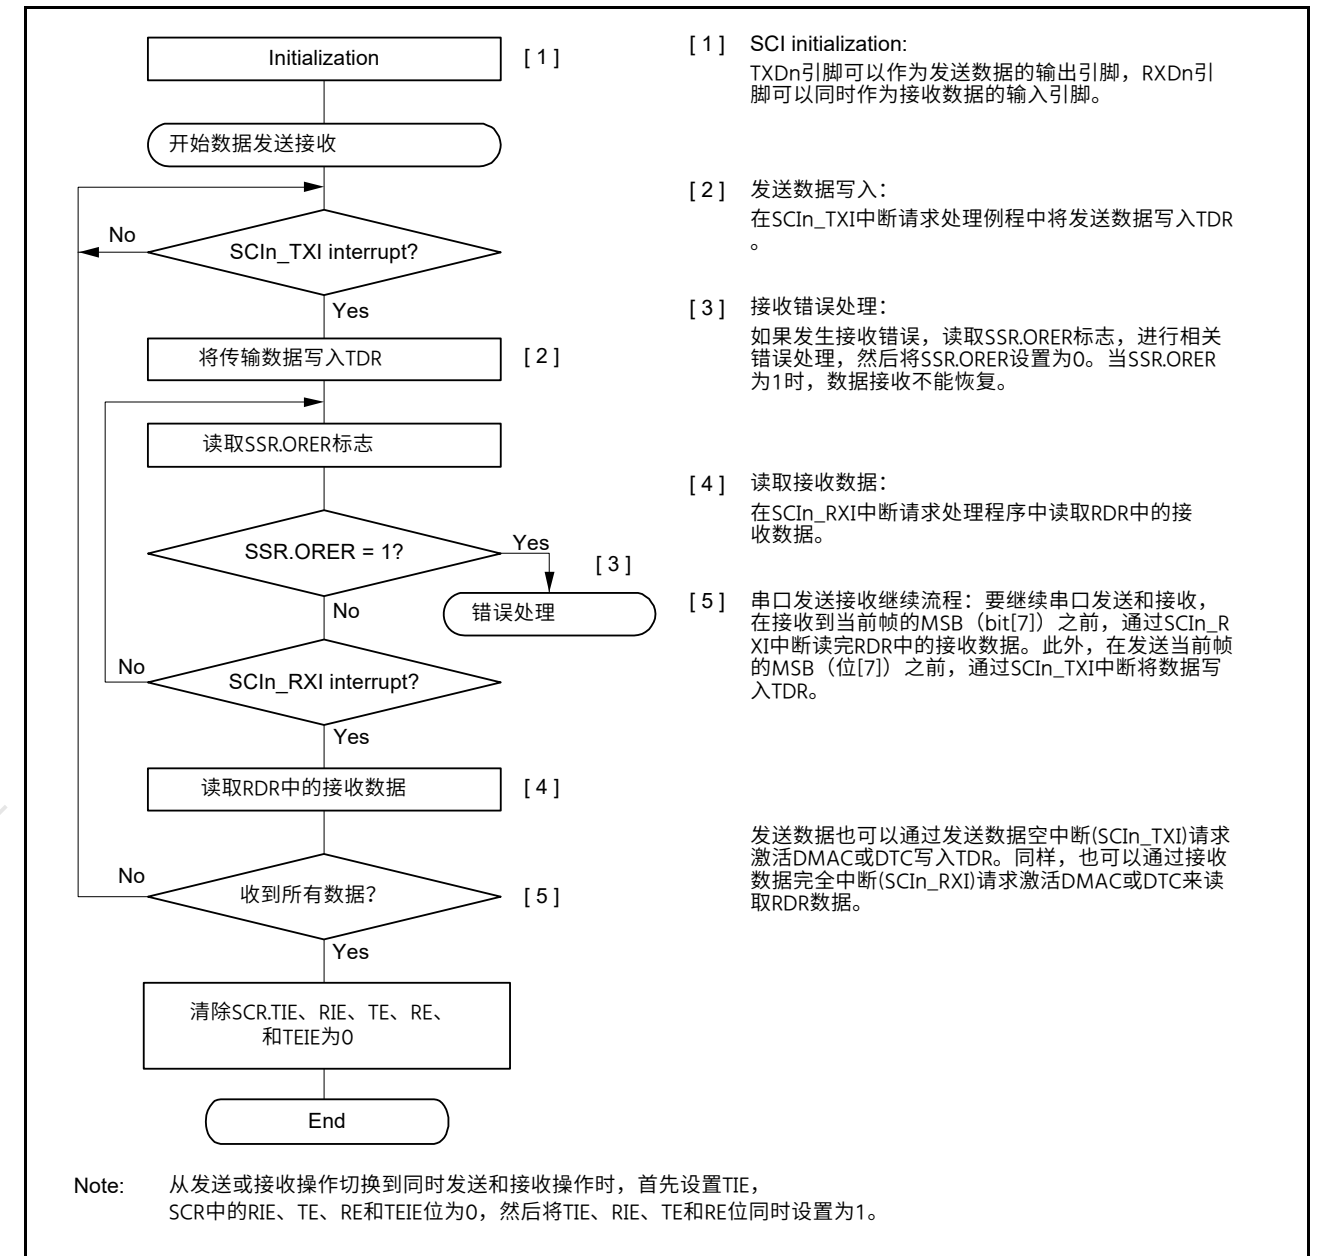 Initialization
[ 1 ]
开始数据发送接收
No
SCIn_TXI interrupt?
Yes
将传输数据写入TDR
[ 2 ]
读取SSR.ORER标志
SSR.ORER = 1?
Yes
[ 3 ]
错误处理
No
No
SCIn_RXI interrupt?
Yes
读取RDR中的接收数据
[ 4 ]
No
收到所有数据？
[ 5 ]
Yes
清除SCR.TIE、RIE、TE、RE、
和TEIE为0
End
[ 1 ] SCI initialization:
TXDn引脚可以作为发送数据的输出引脚，RXDn引
脚可以同时作为接收数据的输入引脚。
[ 2 ] 发送数据写入：
在SCIn_TXI中断请求处理例程中将发送数据写入TDR
。
[ 3 ] 接收错误处理：
如果发生接收错误，读取SSR.ORER标志，进行相关
错误处理，然后将SSR.ORER设置为0。当SSR.ORER
为1时，数据接收不能恢复。
[ 4 ] 读取接收数据：
在SCIn_RXI中断请求处理程序中读取RDR中的接
收数据。
[ 5 ] 串口发送接收继续流程：要继续串口发送和接收，
在接收到当前帧的MSB（bit[7]）之前，通过SCIn_R
XI中断读完RDR中的接收数据。此外，在发送当前帧
的MSB（位[7]）之前，通过SCIn_TXI中断将数据写
入TDR。
发送数据也可以通过发送数据空中断(SCIn_TXI)请求
激活DMAC或DTC写入TDR。同样，也可以通过接收
数据完全中断(SCIn_RXI)请求激活DMAC或DTC来读
取RDR数据。
Note: 从发送或接收操作切换到同时发送和接收操作时，首先设置TIE，
SCR中的RIE、TE、RE和TEIE位为0，然后将TIE、RIE、TE和RE位同时设置为1。